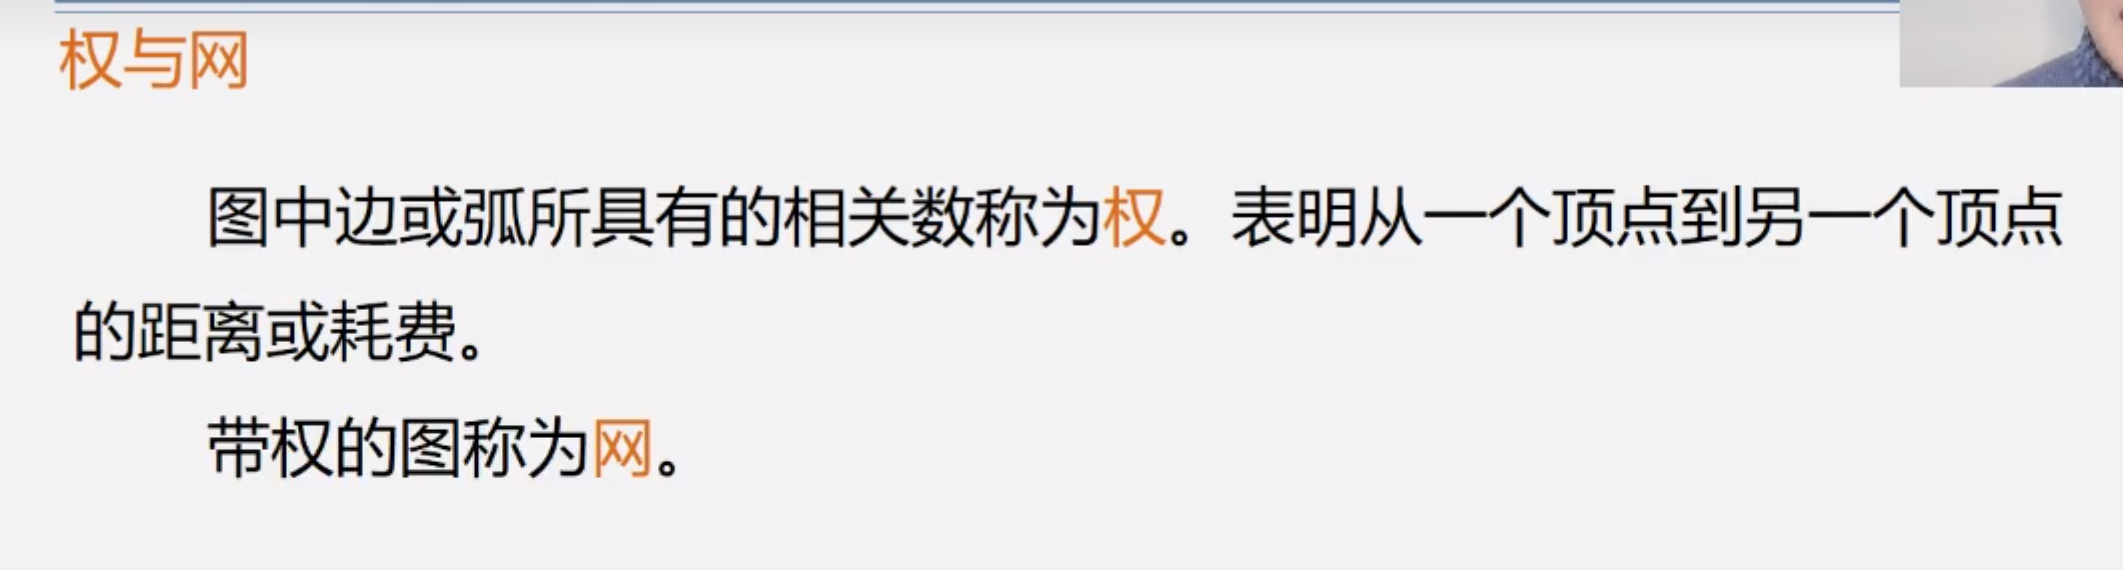 权与网
图中边或弧所具有的相关数称为权。表明从一个顶点到另一个顶点
的距离或耗费。
带权的图称为网。